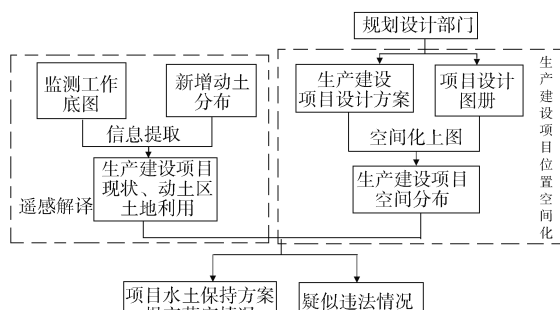 规划设计部门
监测工作
底图
新增动土
分布
信息提取
生产建设项目
现状、动土区
土地利用
遥感解译
生产建设
项目设计方案
项目设计
图册
空间化上图
生产建设项目
空间分布
生产建设项目位置空间化
项目水土保持方案
疑似违法情况